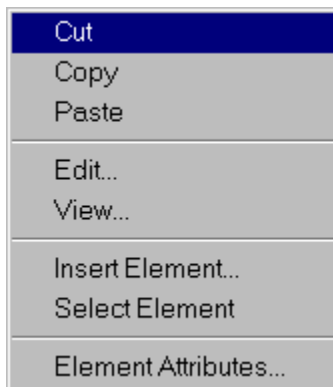 Cut
Copy
Paste
Edit...
View...
Insert Element...
Select Element
Element Attributes...